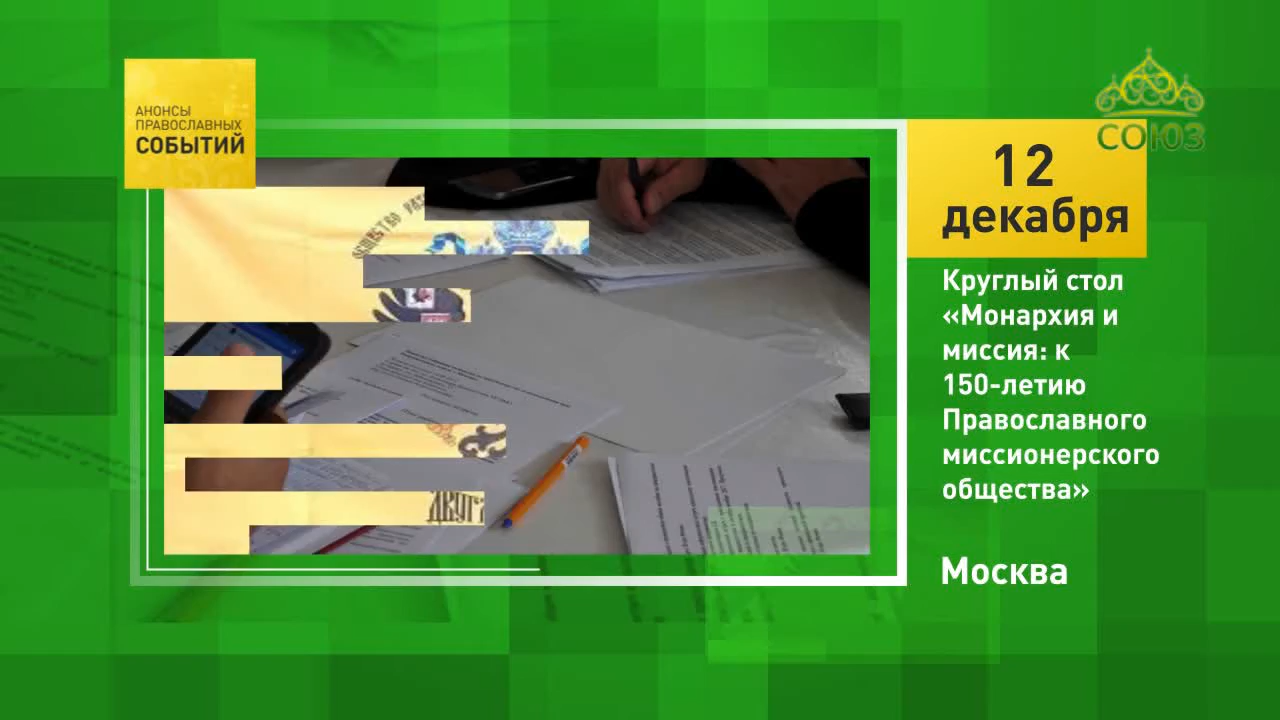 АНОНСЫ
ПРАВОСЛАВНЫХ
СОБЫТИЙ
СОЮЗ
12
декабря
Круглый стол
«Монархия и
миссия: к
150-летию
Православного
миссионерского
общества»
Москва